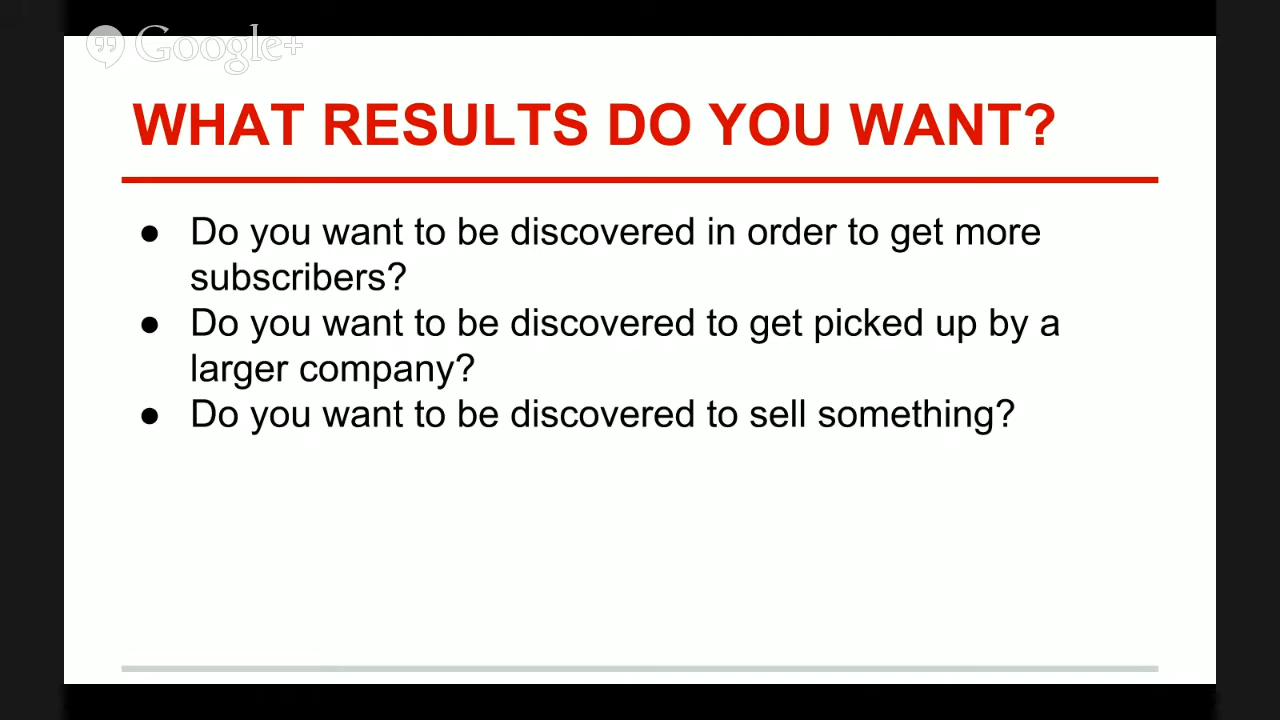 Google+
WHAT RESULTS DO YOU WANT?
● Do you want to be discovered in order to get more
subscribers?
● Do you want to be discovered to get picked up by a
larger company?
● Do you want to be discovered to sell something?